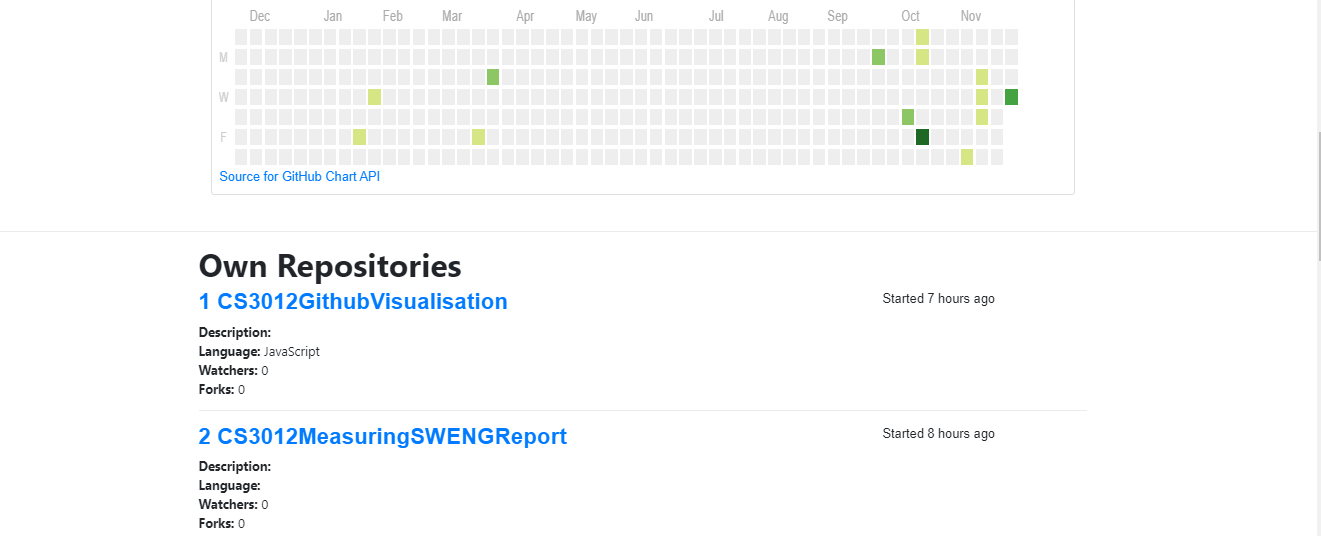 Dec Jan Feb Mar Apr May Jun Jul Aug Sep Oct Nov
M
W
F
Source for GitHub Chart API
Own Repositories
1 CS3012GithubVisualisation Started 7 hours ago
Description:
Language: JavaScript
Watchers: 0
Forks: 0
2 CS3012MeasuringSWENGReport Started 8 hours ago
Description:
Language:
Watchers: 0
Forks: 0